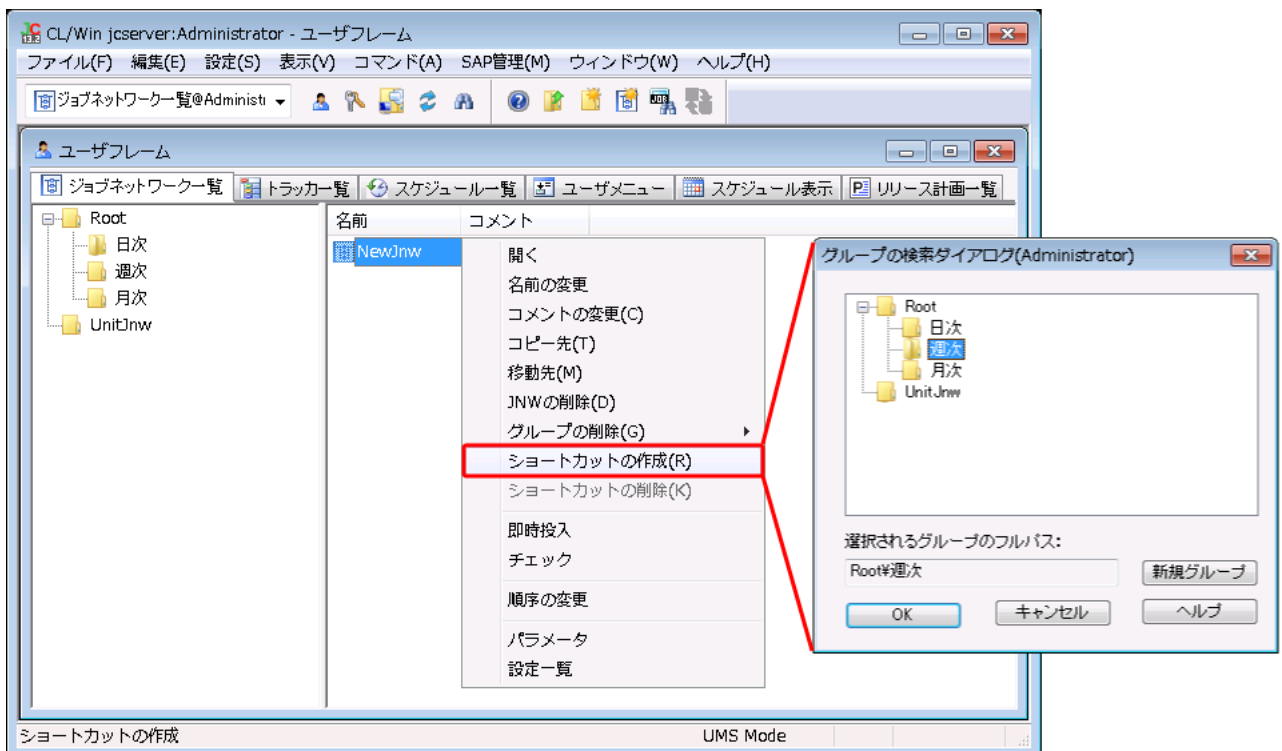 CL/Win jcserver:Administrator - ユーザフレーム
ファイル(F) 編集(E) 設定(S) 表示(V) コマンド(A) SAP管理(M) ウィンドウ(W) ヘルプ(H)
ジョブネットワーク一覧@Administr
ユーザフレーム
ジョブネットワーク一覧 トラッカ一覧 スケジュール一覧 ユーザメニュー スケジュール表示 リリース計画一覧
Root
日次
週次
月次
UnitJnw
名前 コメント
NewJnw
開く
名前の変更
コメントの変更(C)
コピー先(T)
移動先(M)
JNWの削除(D)
グループの削除(G)
ショートカットの作成(R)
ショートカットの削除(K)
即時投入
チェック
順序の変更
パラメータ
設定一覧
グループの検索ダイアログ(Administrator)
Root
日次
週次
月次
UnitJnw
選択されるグループのフルパス:
Root¥週次 新規グループ
OK キャンセル ヘルプ
ショートカットの作成 UMS Mode